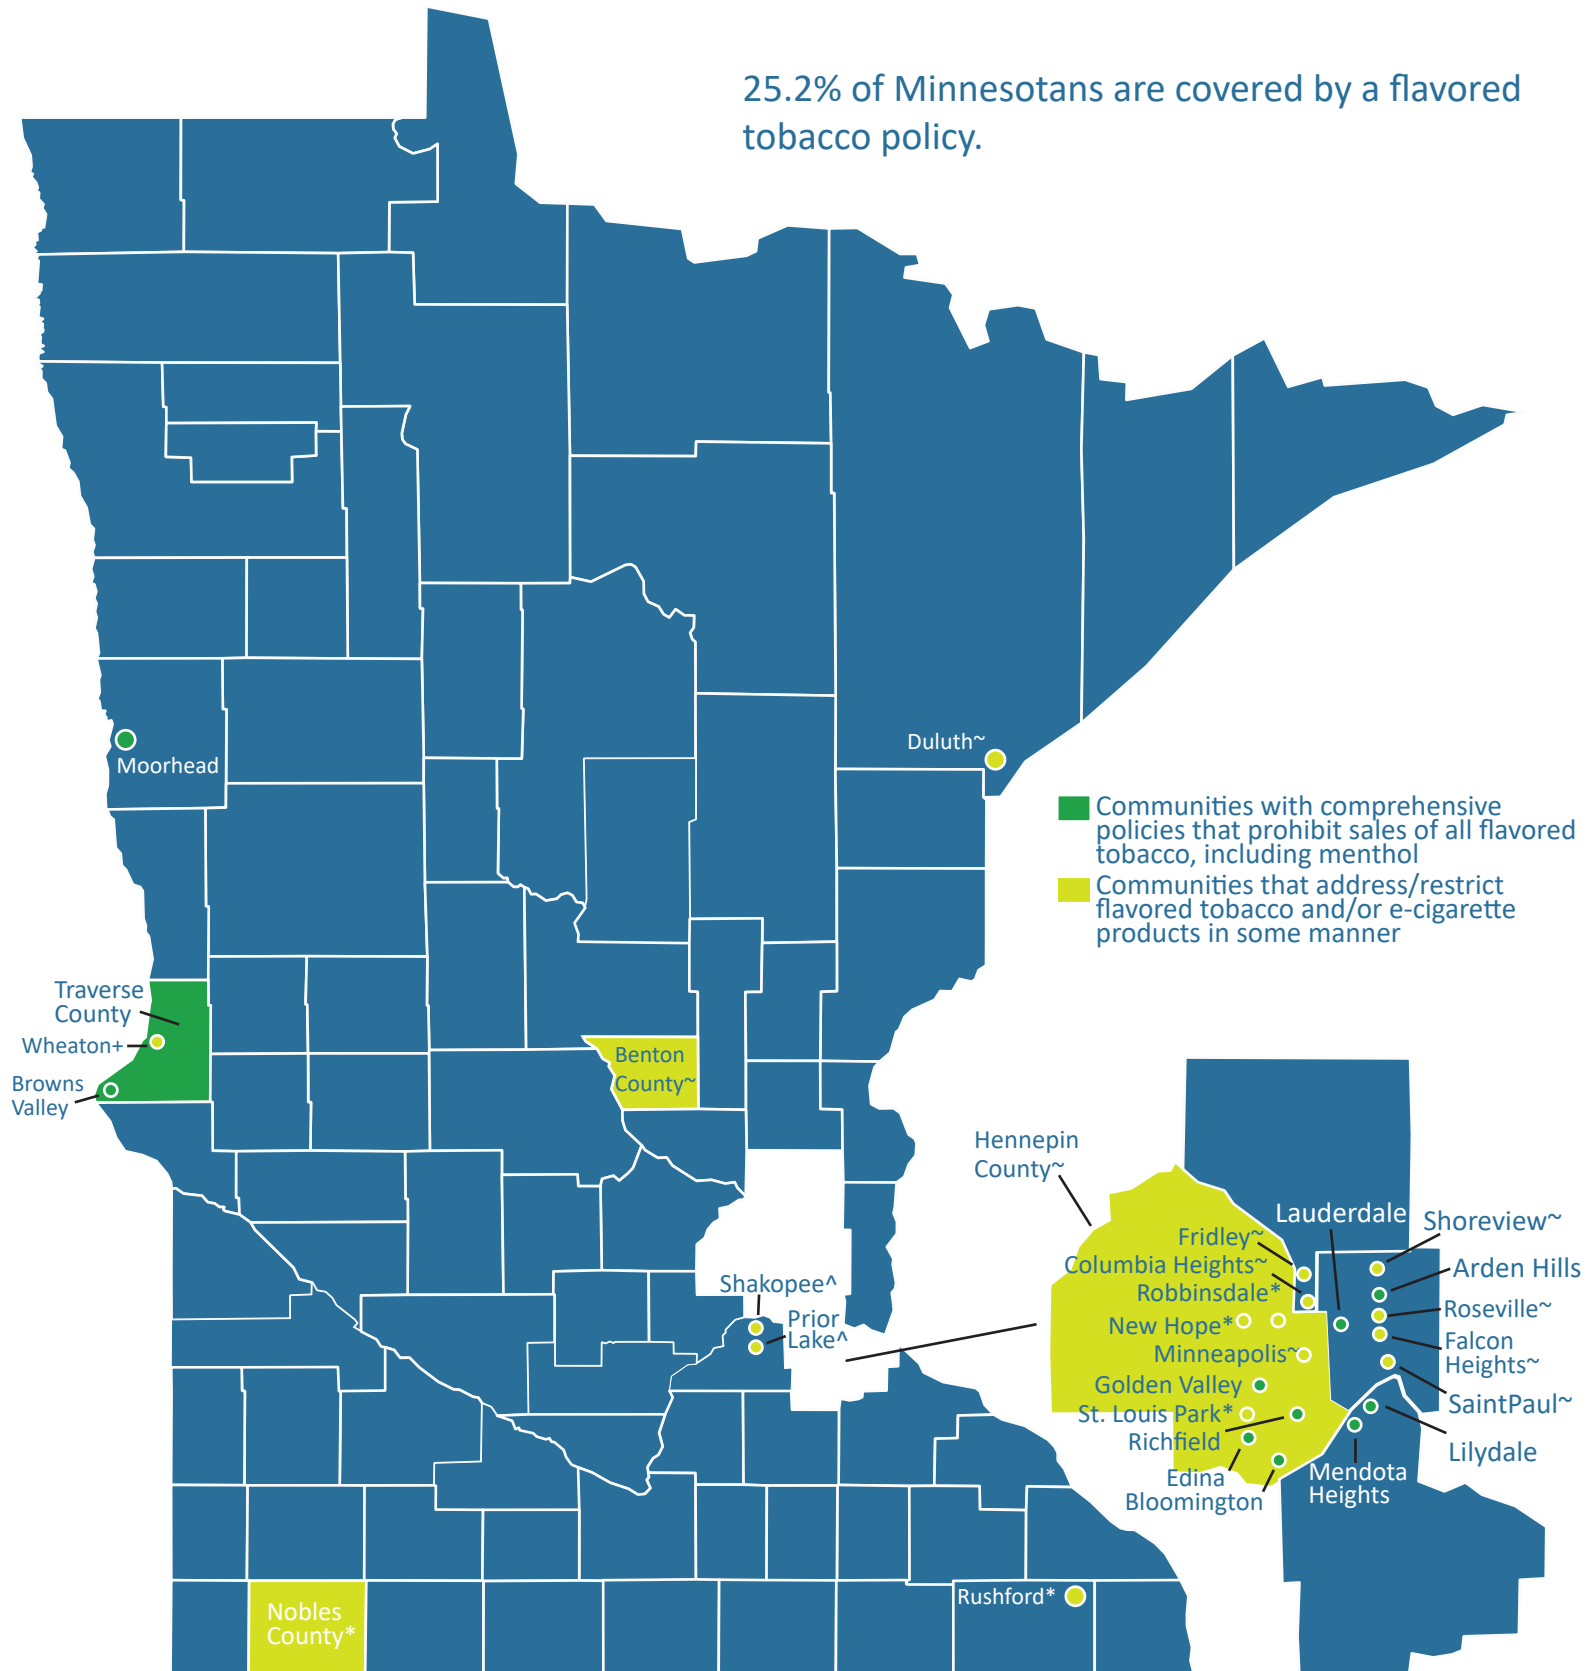 25.2% of Minnesotans are covered by a flavored
tobacco policy.
Moorhead
Duluth~
Communities with comprehensive
policies that prohibit sales of all flavored
tobacco, including menthol
Communities that address/restrict
flavored tobacco and/or e-cigarette
products in some manner
Traverse
County
Wheaton+
Browns
Valley
Benton
County~
Hennepin
County~
Lauderdale
Shoreview~
Fridley~
Columbia Heights~
Arden Hills
Robbinsdale*
Shakopee^
Roseville~
Prior
Lake^
New Hope*
Falcon
Heights~
Minneapolis~
Golden Valley
SaintPaul~
St. Louis Park*
Richfield
Lilydale
Edina
Mendota
Heights
Bloomington
Rushford*
Nobles
County*